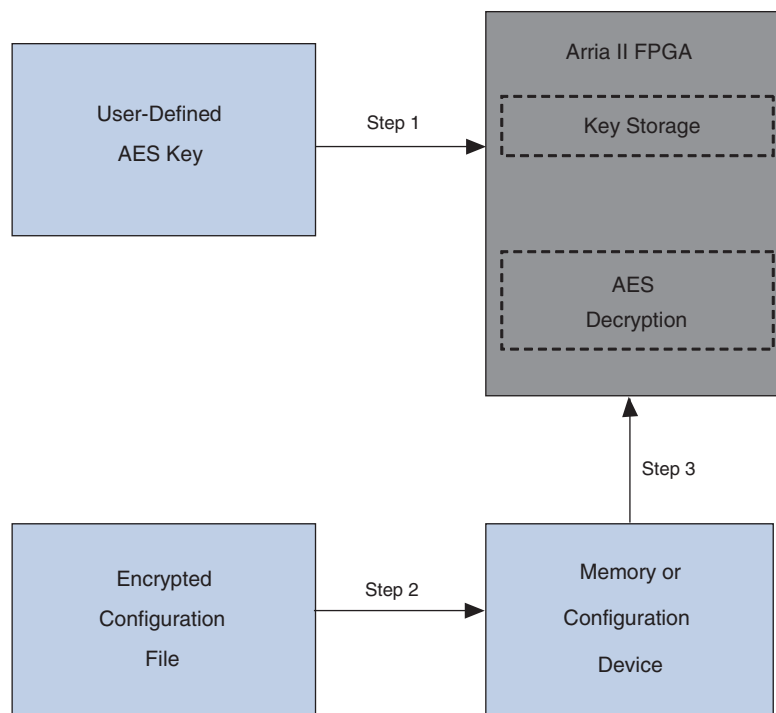 Arria II FPGA
User-Defined
AES Key
Step 1
Key Storage
AES
Decryption
Step 3
Encrypted
Configuration
File
Step 2
Memory or
Configuration
Device